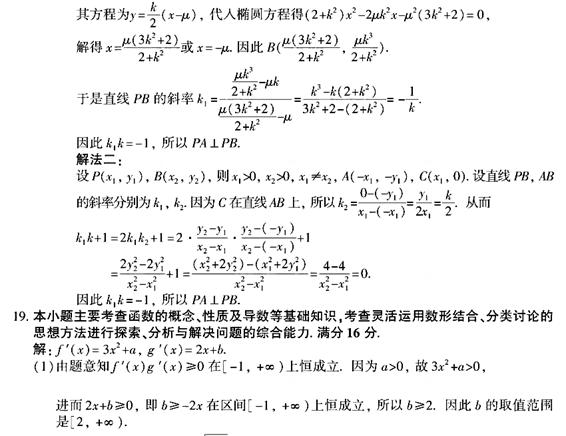 其方程为y=k/2(x-μ), 代人椭圆方程得(2+k²)x²-2μk²x-μ²(3k²+2)=0,
解得 x=μ(3k²+2)/(2+k²)或 x=-μ. 因此 B(μ(3k²+2)/(2+k²), μk³/(2+k²)).
于是直线 PB 的斜率 k₁=(μk³/(2+k²)-μk)/(μ(3k²+2)/(2+k²)-μ)=(k³-k(2+k²))/(3k²+2-(2+k²))=-1/k.
因此 k₁k=-1, 所以 PA⊥PB.
解法二:
设 P(x₁, y₁), B(x₂, y₂), 则 x₁>0, x₂>0, x₁≠x₂, A(-x₁, -y₁), C(x₁, 0). 设直线 PB, AB
的斜率分别为 k₁, k₂. 因为 C 在直线 AB 上, 所以 k₂=(0-(-y₁))/(x₁-(-x₁))=y₁/(2x₁)=k/2. 从而
k₁k+1=2k₁k₂+1=2·(y₂-y₁)/(x₂-x₁)·(y₂-(-y₁))/(x₂-(-x₁))+1
=(2y₂²-2y₁²)/(x₂²-x₁²)+1=((x₂²+2y₂²)-(x₁²+2y₁²))/(x₂²-x₁²)=(4-4)/(x₂²-x₁²)=0.
因此 k₁k=-1, 所以 PA⊥PB.
19. 本小题主要考查函数的概念、性质及导数等基础知识,考查灵活运用数形结合、分类讨论的
思想方法进行探索、分析与解决问题的综合能力. 满分 16 分.
解: f′(x)=3x²+a, g′(x)=2x+b.
(1)由题意知f′(x)g′(x)≥0在[-1, +∞)上恒成立. 因为 a>0, 故 3x²+a>0,
进而 2x+b≥0, 即 b≥-2x 在区间[-1, +∞)上恒成立, 所以 b≥2. 因此 b 的取值范围
是[2, +∞).